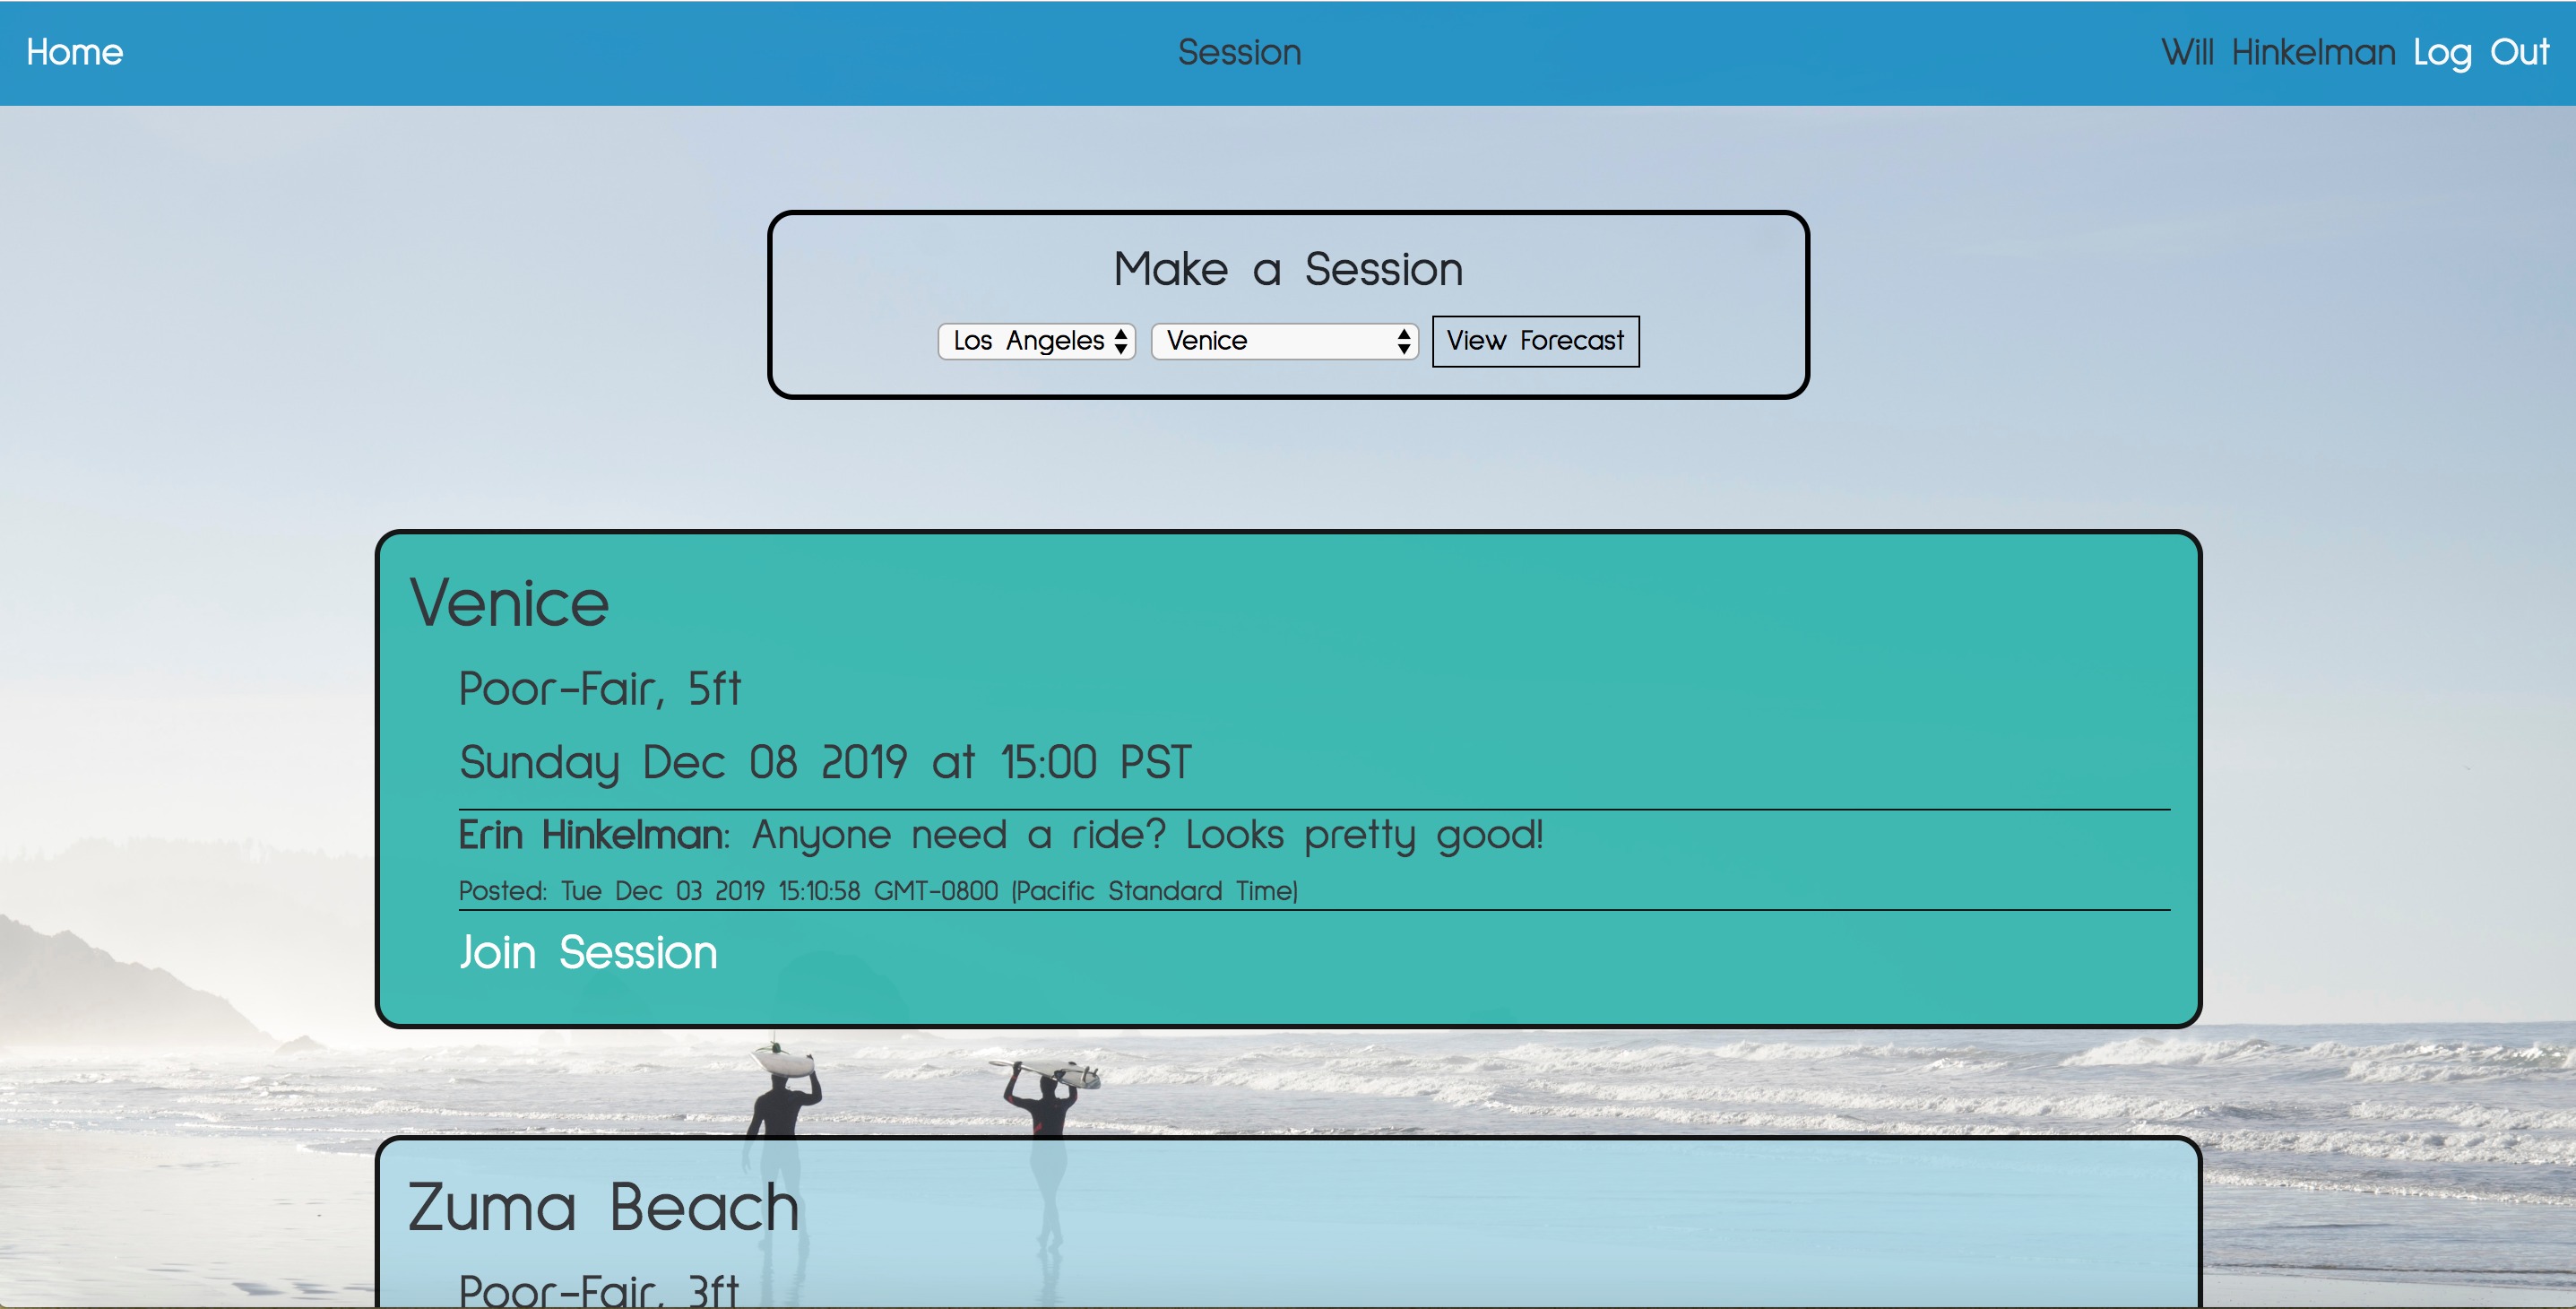 Home Session Will Hinkelman Log Out
Make a Session
Los Angeles Venice View Forecast
Venice
Poor-Fair, 5ft
Sunday Dec 08 2019 at 15:00 PST
Erin Hinkelman: Anyone need a ride? Looks pretty good!
Posted: Tue Dec 03 2019 15:10:58 GMT-0800 (Pacific Standard Time)
Join Session
Zuma Beach
Poor-Fair, 3ft